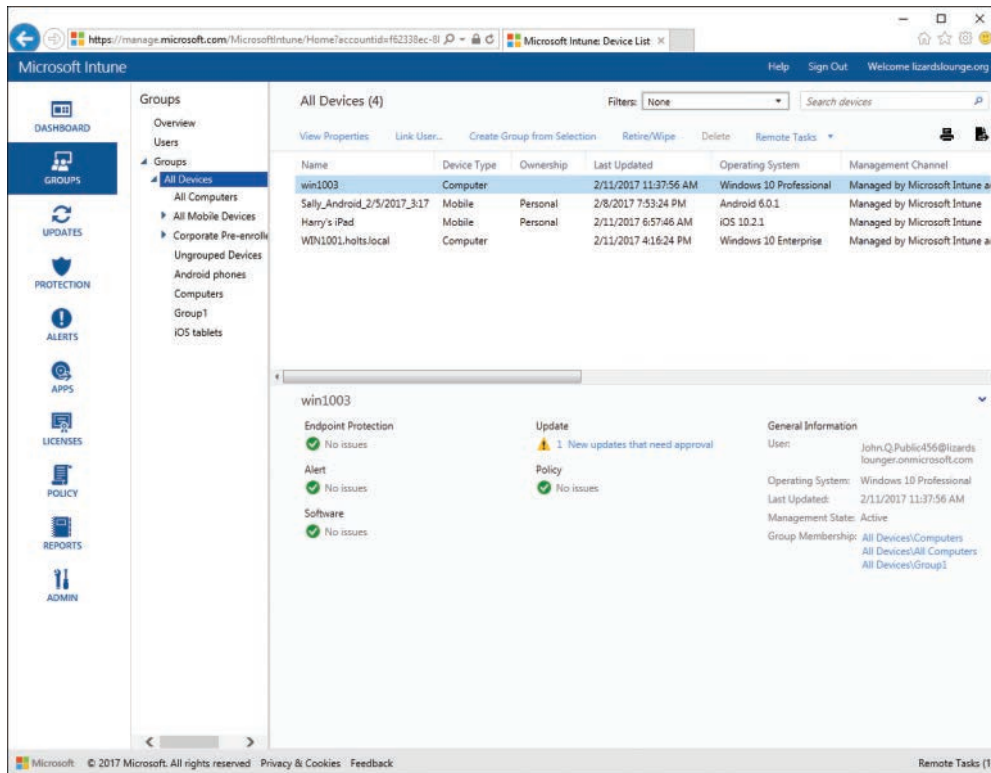 https://manage.microsoft.com/MicrosoftIntune/Home?accountid=f62338ec-8
Microsoft Intune: Device List
Microsoft Intune
Help Sign Out Welcome lizardslounge.org
DASHBOARD
GROUPS
UPDATES
PROTECTION
ALERTS
APPS
LICENSES
POLICY
REPORTS
ADMIN
Groups
Overview
Users
Groups
All Devices
All Computers
All Mobile Devices
Corporate Pre-enrolle
Ungrouped Devices
Android phones
Computers
Group1
iOS tablets
All Devices (4)
Filters: None
Search devices
View Properties Link User... Create Group from Selection Retire/Wipe Delete Remote Tasks
Name Device Type Ownership Last Updated Operating System Management Channel
win1003 Computer 2/11/2017 11:37:56 AM Windows 10 Professional Managed by Microsoft Intune a
Sally_Android_2/5/2017_3:17 Mobile Personal 2/8/2017 7:53:24 PM Android 6.0.1 Managed by Microsoft Intune
Harry's iPad Mobile Personal 2/11/2017 6:57:46 AM iOS 10.2.1 Managed by Microsoft Intune
WIN1001.holts.local Computer 2/11/2017 4:16:24 PM Windows 10 Enterprise Managed by Microsoft Intune a
win1003
Endpoint Protection
No issues
Alert
No issues
Software
No issues
Update
1 New updates that need approval
Policy
No issues
General Information
User: John.Q.Public456@lizards
lounger.onmicrosoft.com
Operating System: Windows 10 Professional
Last Updated: 2/11/2017 11:37:56 AM
Management State: Active
Group Membership: All Devices\Computers
All Devices\All Computers
All Devices\Group1
Microsoft © 2017 Microsoft. All rights reserved Privacy & Cookies Feedback
Remote Tasks (1